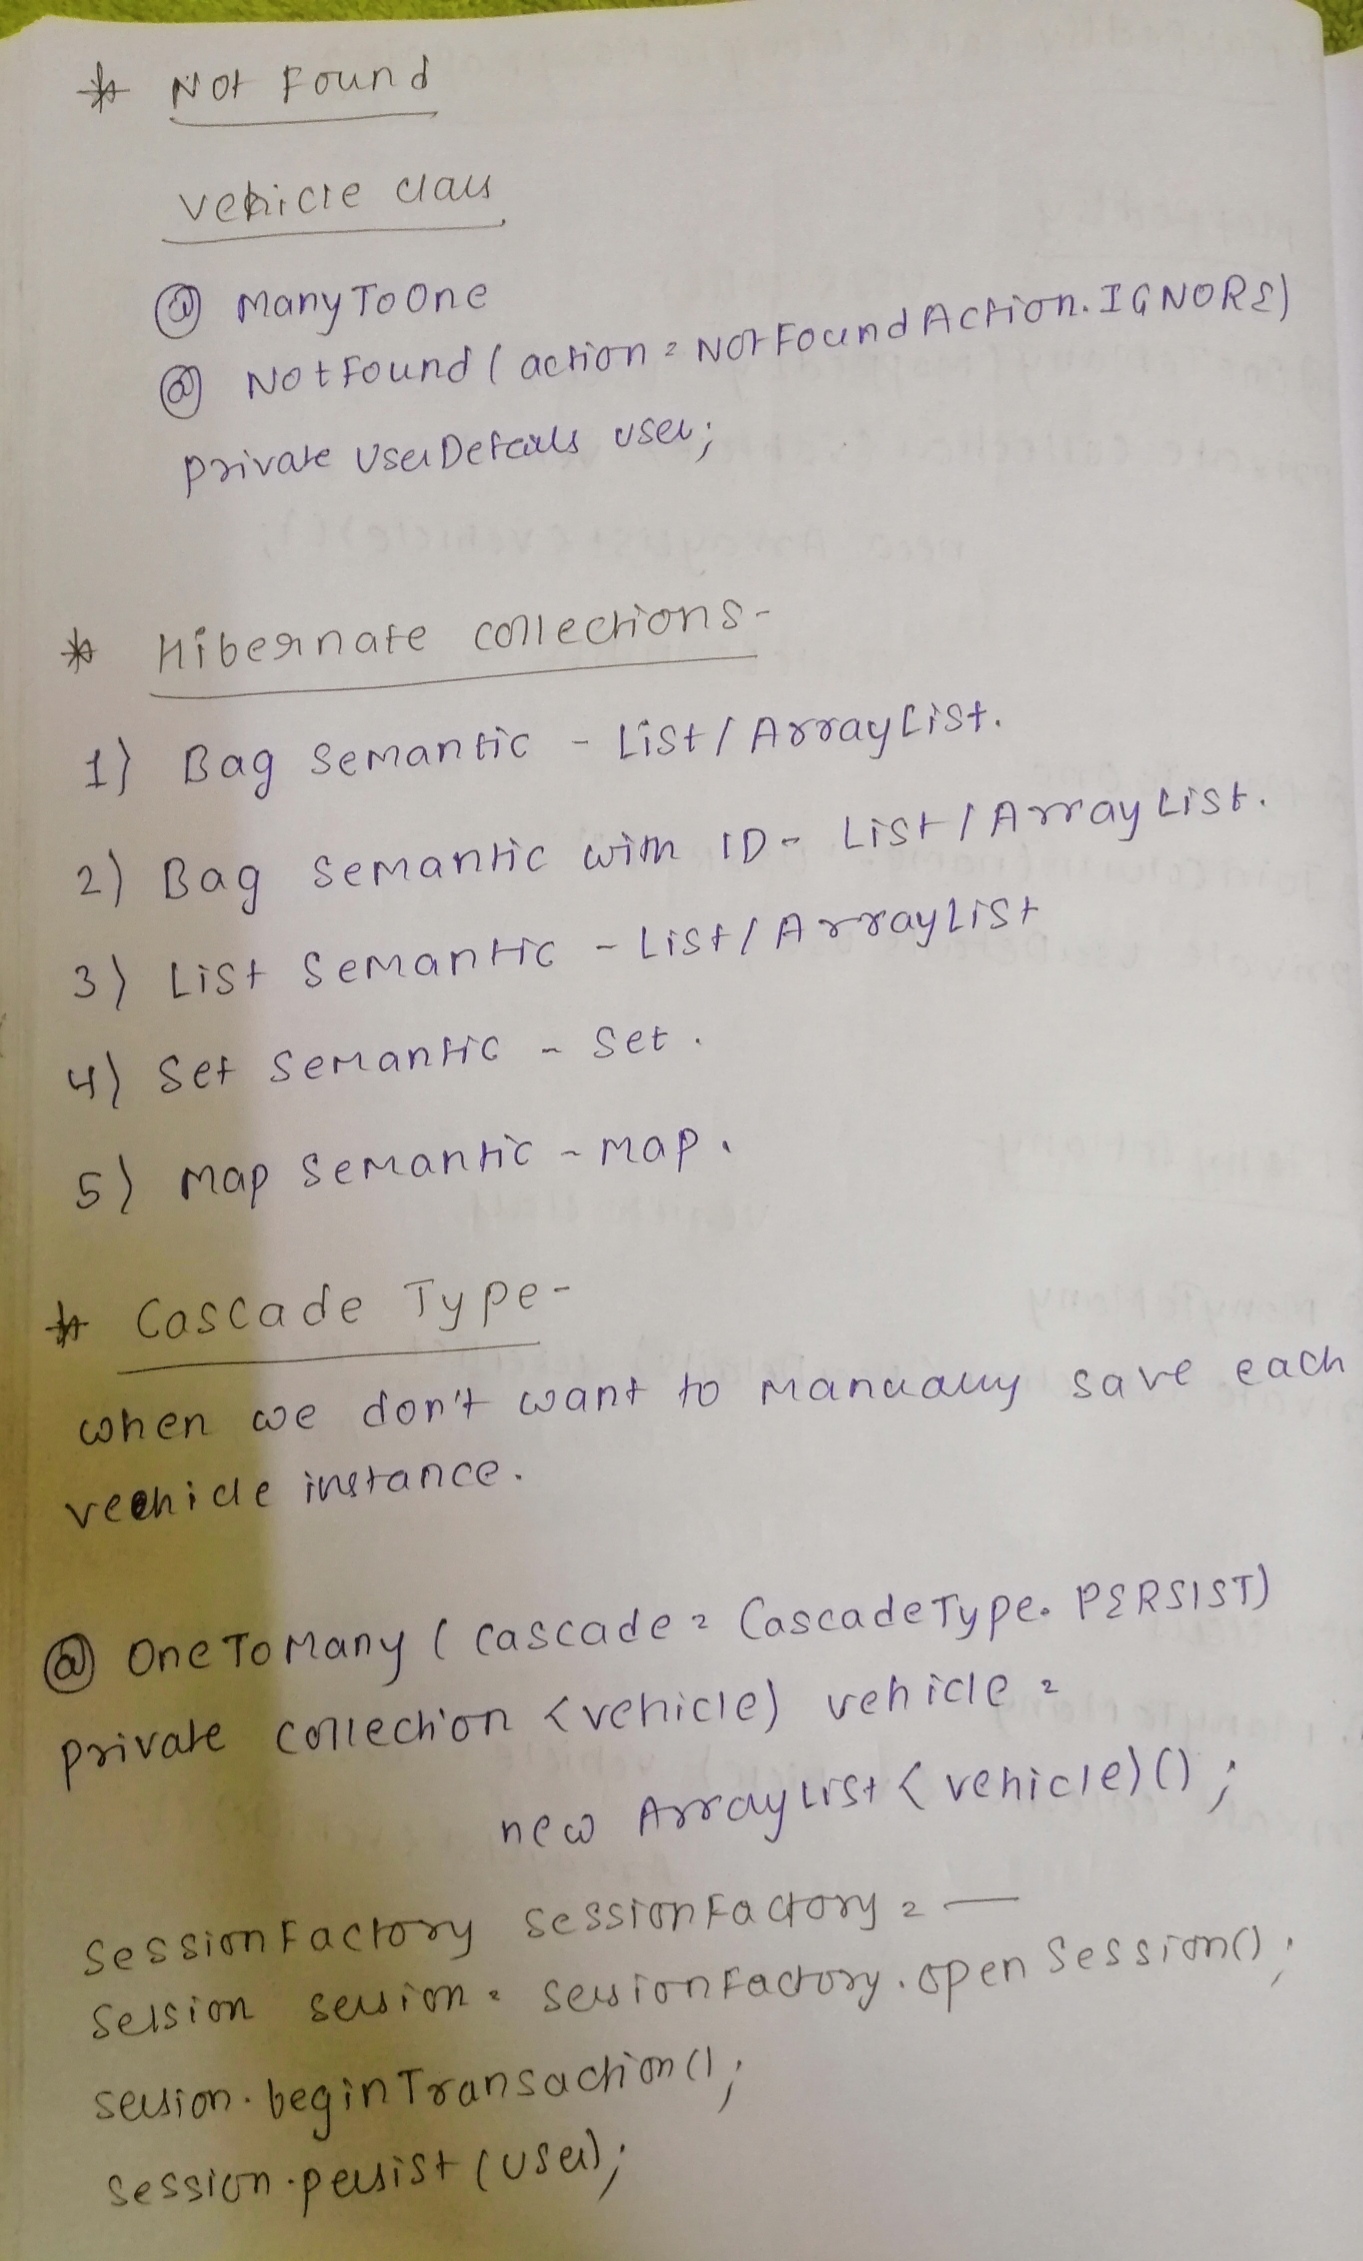 * Not Found
Vehicle class
@ ManyToOne
@ NotFound ( action = NotFoundAction.IGNORE)
private UserDetails user;
* Hibernate collections-
1) Bag Semantic - List / ArrayList.
2) Bag Semantic with ID - List / ArrayList.
3) List Semantic - List / ArrayList
4) Set Semantic - Set.
5) Map Semantic - Map.
* Cascade Type-
when we don't want to manually save each
vechicle instance.
@ OneToMany ( cascade = CascadeType. PERSIST)
private collection <vehicle) vehicle =
new ArrayList < vehicle)();
SessionFactory sessionFactory = —
Session session = sessionFactory.openSession();
session.beginTransaction();
session.persist (user);